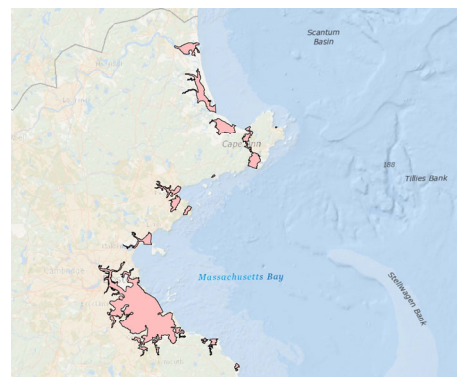 Scantum
Basin
Cape Ann
188
Tillies Bank
Massachusetts Bay
Stellwagen Bank